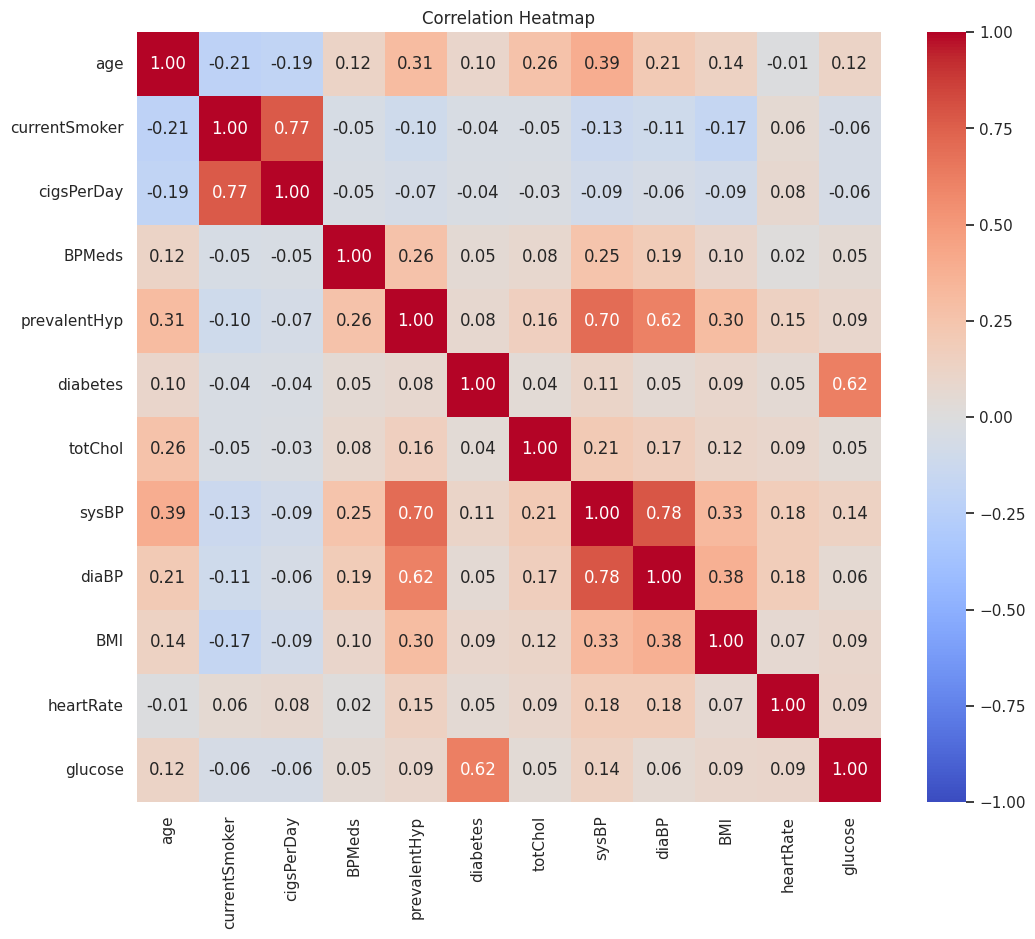 Correlation Heatmap
age 1.00 -0.21 -0.19 0.12 0.31 0.10 0.26 0.39 0.21 0.14 -0.01 0.12
currentSmoker -0.21 1.00 0.77 -0.05 -0.10 -0.04 -0.05 -0.13 -0.11 -0.17 0.06 -0.06
cigsPerDay -0.19 0.77 1.00 -0.05 -0.07 -0.04 -0.03 -0.09 -0.06 -0.09 0.08 -0.06
BPMeds 0.12 -0.05 -0.05 1.00 0.26 0.05 0.08 0.25 0.19 0.10 0.02 0.05
prevalentHyp 0.31 -0.10 -0.07 0.26 1.00 0.08 0.16 0.70 0.62 0.30 0.15 0.09
diabetes 0.10 -0.04 -0.04 0.05 0.08 1.00 0.04 0.11 0.05 0.09 0.05 0.62
totChol 0.26 -0.05 -0.03 0.08 0.16 0.04 1.00 0.21 0.17 0.12 0.09 0.05
sysBP 0.39 -0.13 -0.09 0.25 0.70 0.11 0.21 1.00 0.78 0.33 0.18 0.14
diaBP 0.21 -0.11 -0.06 0.19 0.62 0.05 0.17 0.78 1.00 0.38 0.18 0.06
BMI 0.14 -0.17 -0.09 0.10 0.30 0.09 0.12 0.33 0.38 1.00 0.07 0.09
heartRate -0.01 0.06 0.08 0.02 0.15 0.05 0.09 0.18 0.18 0.07 1.00 0.09
glucose 0.12 -0.06 -0.06 0.05 0.09 0.62 0.05 0.14 0.06 0.09 0.09 1.00
age currentSmoker cigsPerDay BPMeds prevalentHyp diabetes totChol sysBP diaBP BMI heartRate glucose
1.00
0.75
0.50
0.25
0.00
−0.25
−0.50
−0.75
−1.00